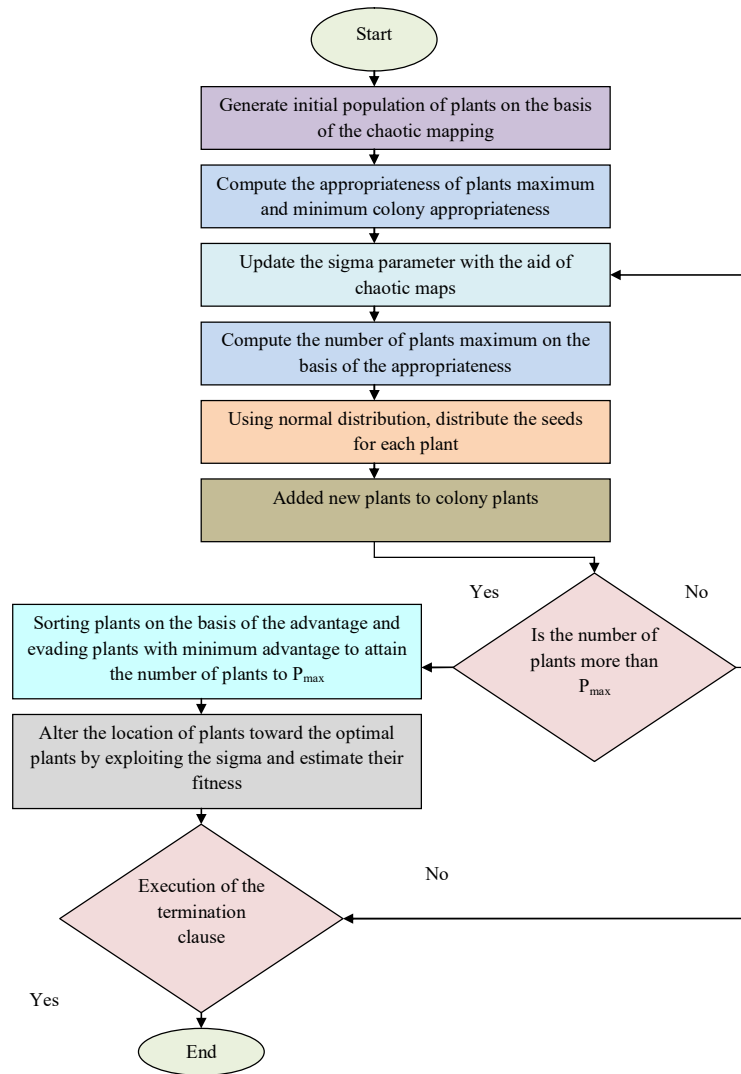 Start
Generate initial population of plants on the basis
of the chaotic mapping
Compute the appropriateness of plants maximum
and minimum colony appropriateness
Update the sigma parameter with the aid of
chaotic maps
Compute the number of plants maximum on the
basis of the appropriateness
Using normal distribution, distribute the seeds
for each plant
Added new plants to colony plants
Yes
No
Is the number of
plants more than
Pmax
Sorting plants on the basis of the advantage and
evading plants with minimum advantage to attain
the number of plants to Pmax
Alter the location of plants toward the optimal
plants by exploiting the sigma and estimate their
fitness
Execution of the
termination
clause
No
Yes
End